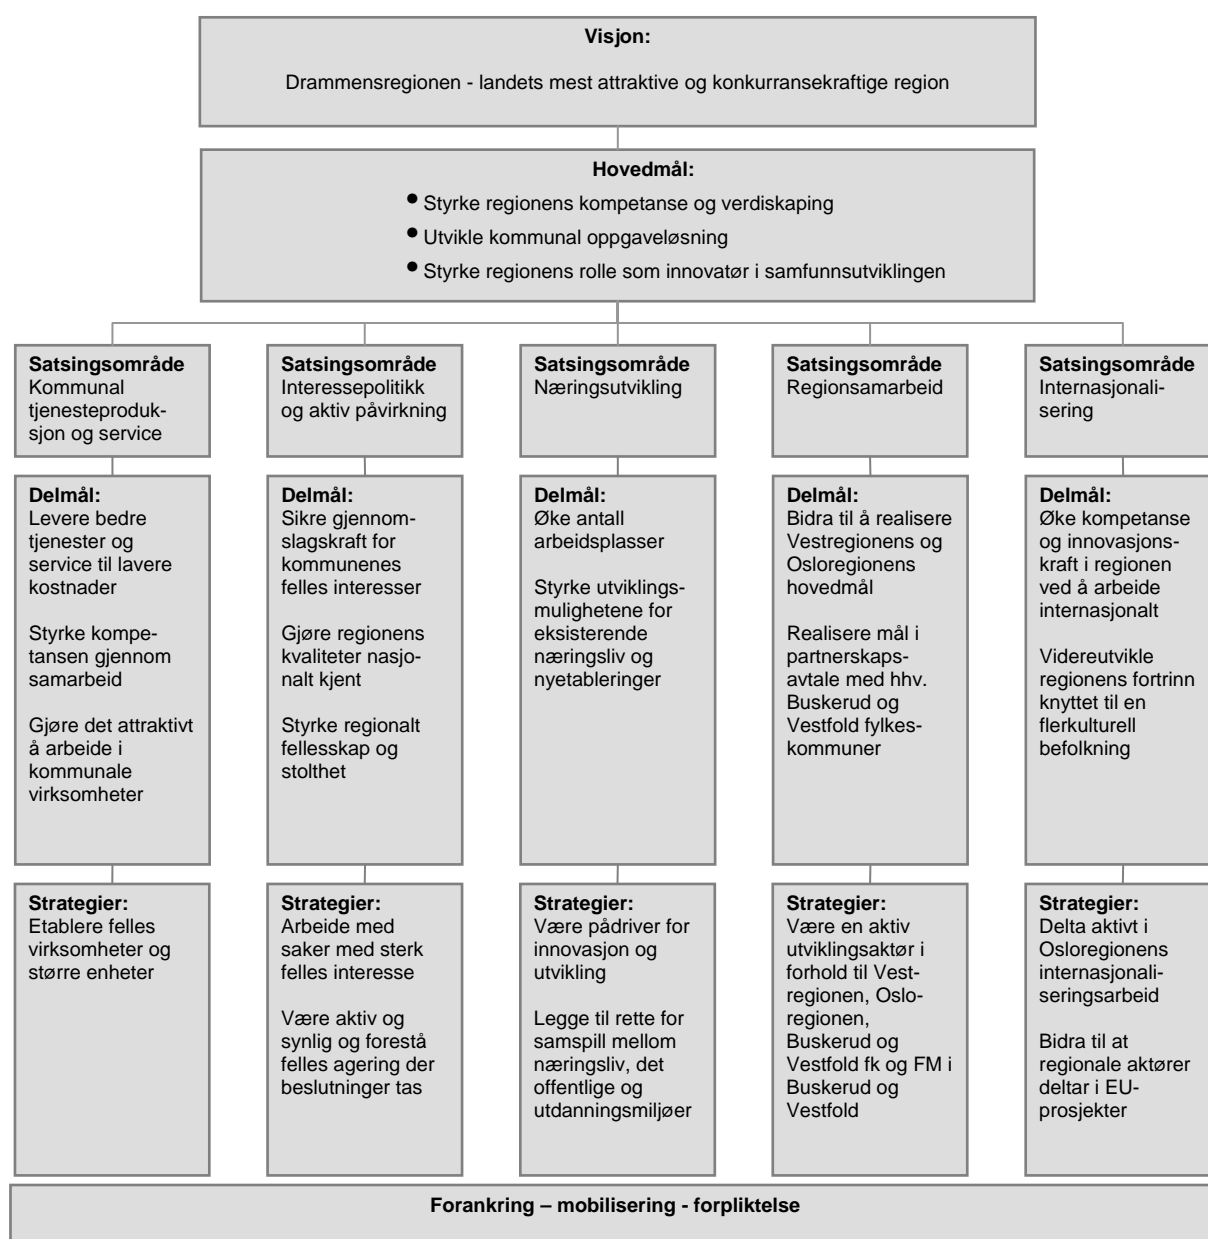 Visjon:
Drammensregionen - landets mest attraktive og konkurransekraftige region
Hovedmål:
• Styrke regionens kompetanse og verdiskaping
• Utvikle kommunal oppgaveløsning
• Styrke regionens rolle som innovatør i samfunnsutviklingen
Satsingsområde
Kommunal
tjenesteproduk-
sjon og service
Satsingsområde
Interessepolitikk
og aktiv påvirkning
Satsingsområde
Næringsutvikling
Satsingsområde
Regionsamarbeid
Satsingsområde
Internasjonali-
sering
Delmål:
Levere bedre
tjenester og
service til lavere
kostnader
Styrke kompe-
tansen gjennom
samarbeid
Gjøre det attraktivt
å arbeide i
kommunale
virksomheter
Delmål:
Sikre gjennom-
slagskraft for
kommunenes
felles interesser
Gjøre regionens
kvaliteter nasjo-
nalt kjent
Styrke regionalt
fellesskap og
stolthet
Delmål:
Øke antall
arbeidsplasser
Styrke utviklings-
mulighetene for
eksisterende
næringsliv og
nyetableringer
Delmål:
Bidra til å realisere
Vestregionens og
Osloregionens
hovedmål
Realisere mål i
partnerskaps-
avtale med hhv.
Buskerud og
Vestfold fylkes-
kommuner
Delmål:
Øke kompetanse
og innovasjons-
kraft i regionen
ved å arbeide
internasjonalt
Videreutvikle
regionens fortrinn
knyttet til en
flerkulturell
befolkning
Strategier:
Etablere felles
virksomheter og
større enheter
Strategier:
Arbeide med
saker med sterk
felles interesse
Være aktiv og
synlig og forestå
felles agering der
beslutninger tas
Strategier:
Være pådriver for
innovasjon og
utvikling
Legge til rette for
samspill mellom
næringsliv, det
offentlige og
utdanningsmiljøer
Strategier:
Være en aktiv
utviklingsaktør i
forhold til Vest-
regionen, Oslo-
regionen,
Buskerud og
Vestfold fk og FM i
Buskerud og
Vestfold
Strategier:
Delta aktivt i
Osloregionens
internasjonali-
seringsarbeid
Bidra til at
regionale aktører
deltar i EU-
prosjekter
Forankring – mobilisering - forpliktelse